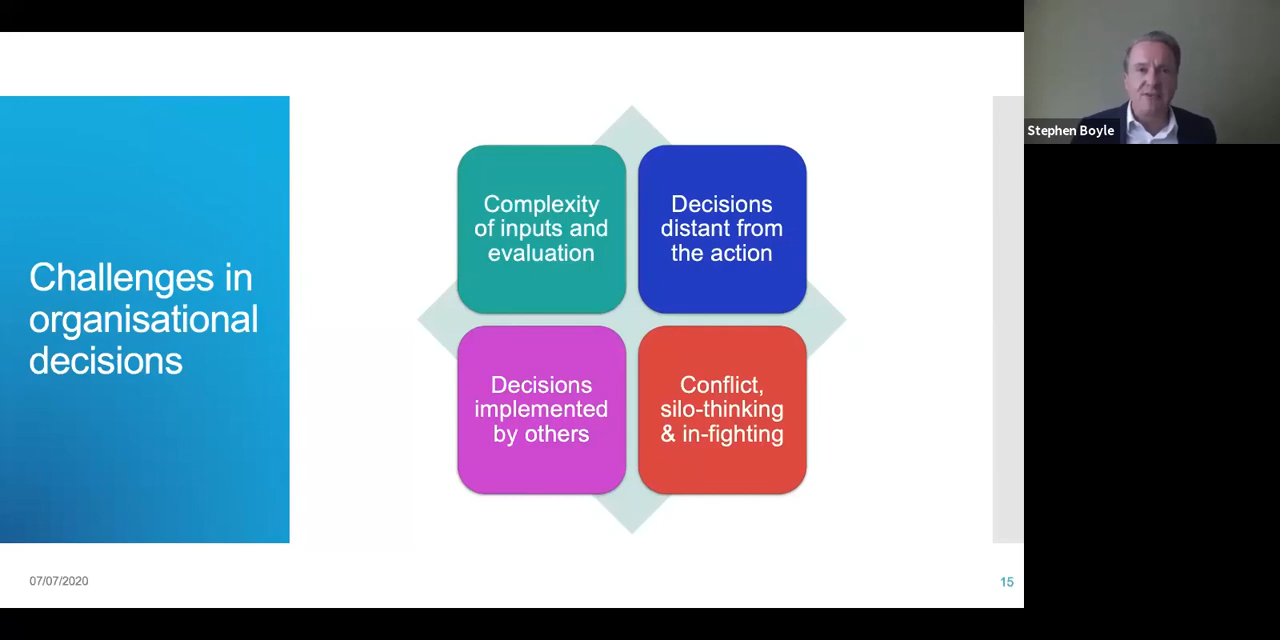 Challenges in
organisational
decisions
Complexity
of inputs and
evaluation
Decisions
distant from
the action
Decisions
implemented
by others
Conflict,
silo-thinking
& in-fighting
07/07/2020
15
Stephen Boyle